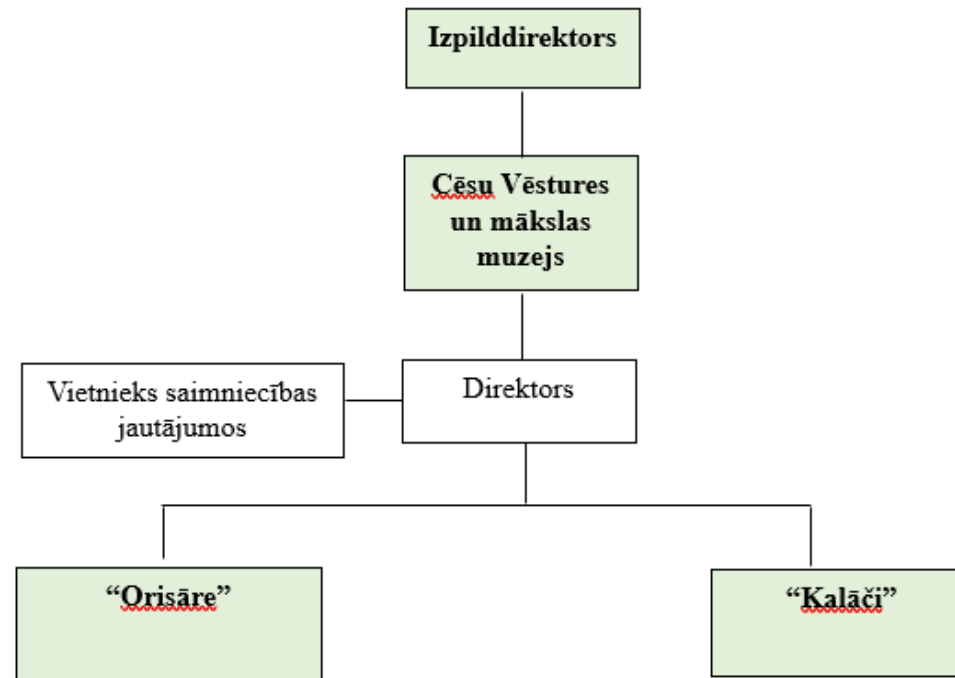 Izpilddirektors
Cēsu Vēstures
un mākslas
muzejs
Vietnieks saimniecības
jautājumos
Direktors
“Orisāre”
“Kalāči”